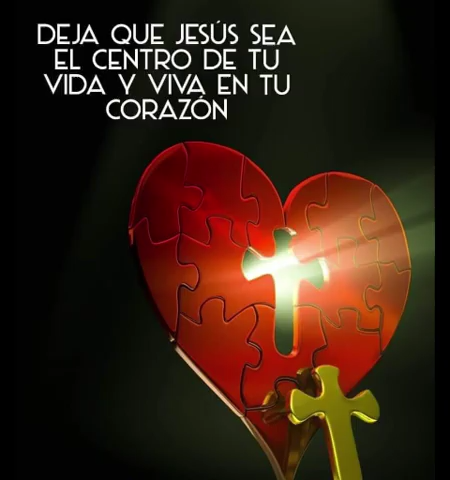 DEJA QUE JESÚS SEA
EL CENTRO DE TU
VIDA Y VIVA EN TU
CORAZÓN